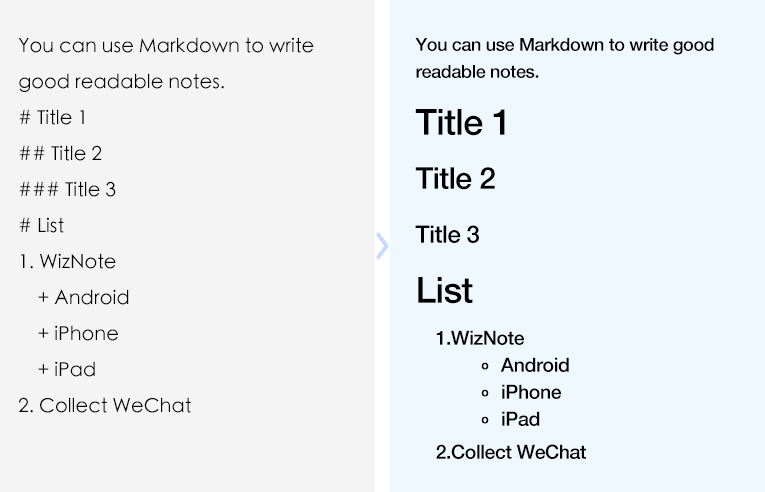 You can use Markdown to write
good readable notes.
# Title 1
## Title 2
### Title 3
# List
1. WizNote
+ Android
+ iPhone
+ iPad
2. Collect WeChat
You can use Markdown to write good
readable notes.
Title 1
Title 2
Title 3
List
1.WizNote
Android
iPhone
iPad
2.Collect WeChat